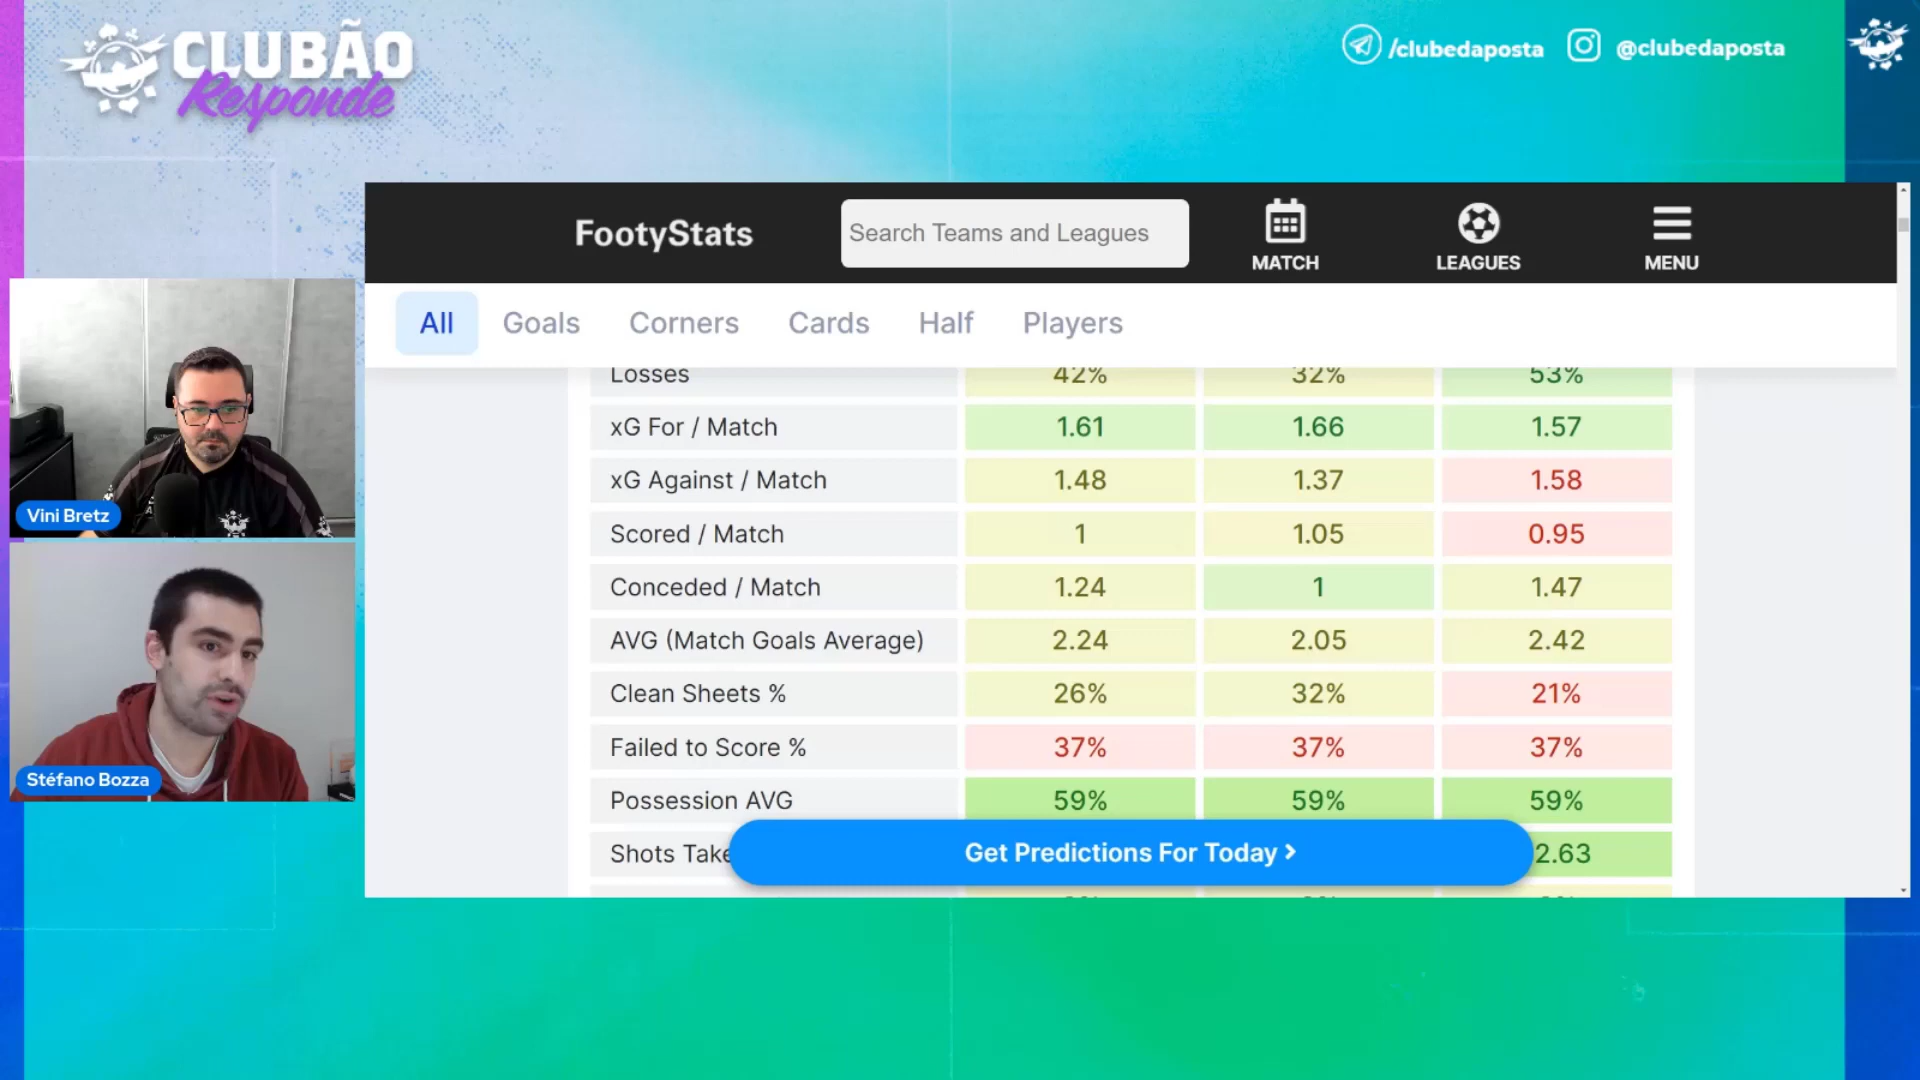 CLUBÃO
Responde
/clubedaposta @clubedaposta
FootyStats Search Teams and Leagues MATCH LEAGUES MENU
All Goals Corners Cards Half Players
Losses 42% 32% 53%
xG For / Match 1.61 1.66 1.57
xG Against / Match 1.48 1.37 1.58
Scored / Match 1 1.05 0.95
Conceded / Match 1.24 1 1.47
AVG (Match Goals Average) 2.24 2.05 2.42
Clean Sheets % 26% 32% 21%
Failed to Score % 37% 37% 37%
Possession AVG 59% 59% 59%
Shots Take 2.63
Get Predictions For Today
Vini Bretz
Stéfano Bozza